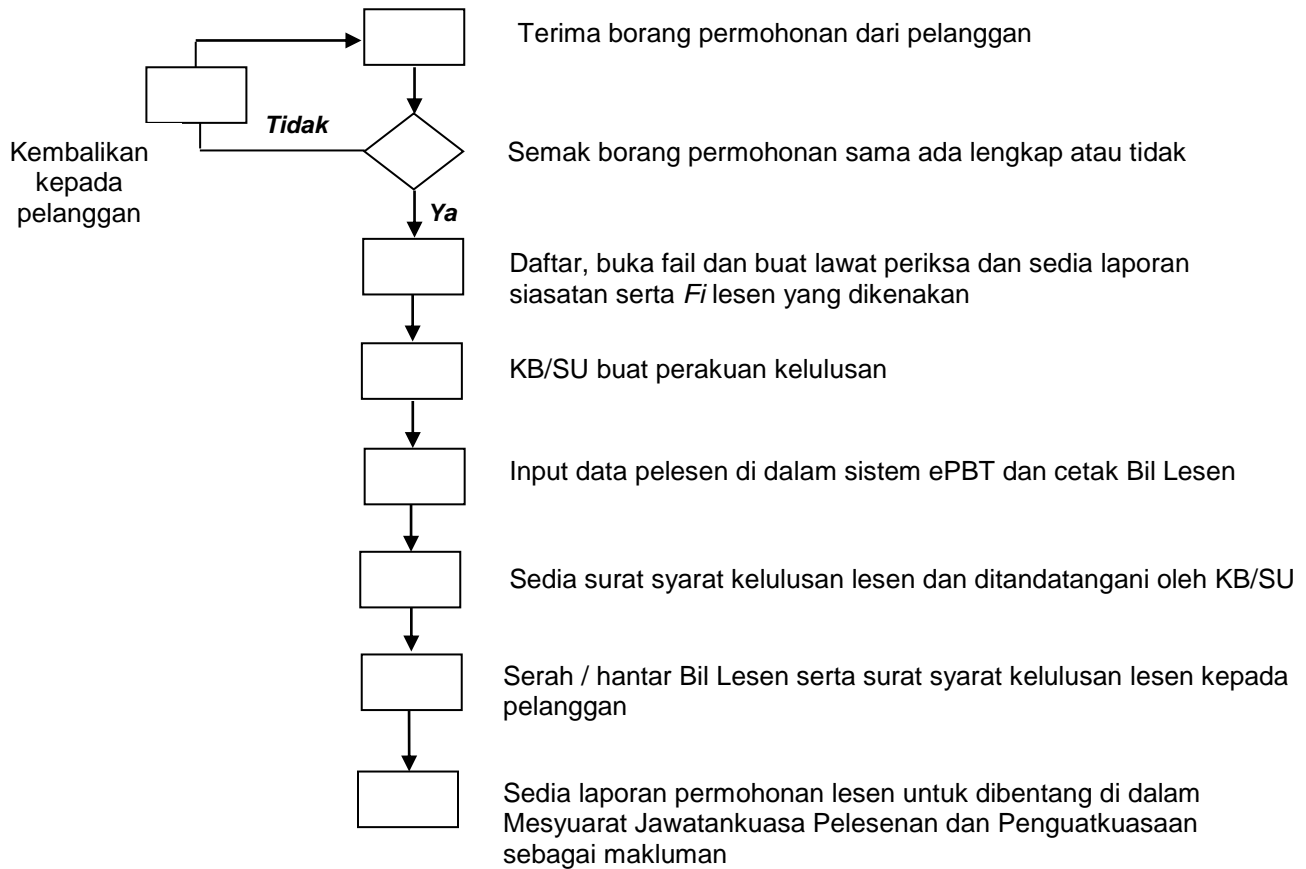 Terima borang permohonan dari pelanggan
Tidak
Kembalikan
kepada
pelanggan
Semak borang permohonan sama ada lengkap atau tidak
Ya
Daftar, buka fail dan buat lawat periksa dan sedia laporan
siasatan serta Fi lesen yang dikenakan
KB/SU buat perakuan kelulusan
Input data pelesen di dalam sistem ePBT dan cetak Bil Lesen
Sedia surat syarat kelulusan lesen dan ditandatangani oleh KB/SU
Serah / hantar Bil Lesen serta surat syarat kelulusan lesen kepada
pelanggan
Sedia laporan permohonan lesen untuk dibentang di dalam
Mesyuarat Jawatankuasa Pelesenan dan Penguatkuasaan
sebagai makluman